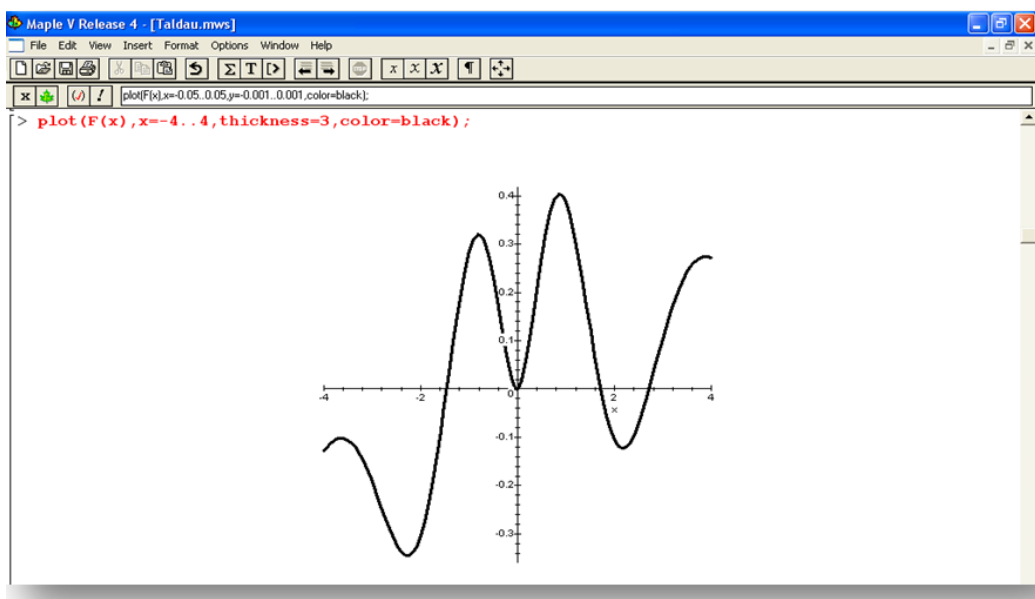 Maple V Release 4 - [Taldau.mws]
File Edit View Insert Format Options Window Help
Σ T [> x x x ¶
x (√) ! plot(F(x),x=-0.05..0.05,y=-0.001..0.001,color=black);
> plot(F(x),x=-4..4,thickness=3,color=black);
0.4
0.3
0.2
0.1
-4 -2 0 2 4
x
-0.1
-0.2
-0.3